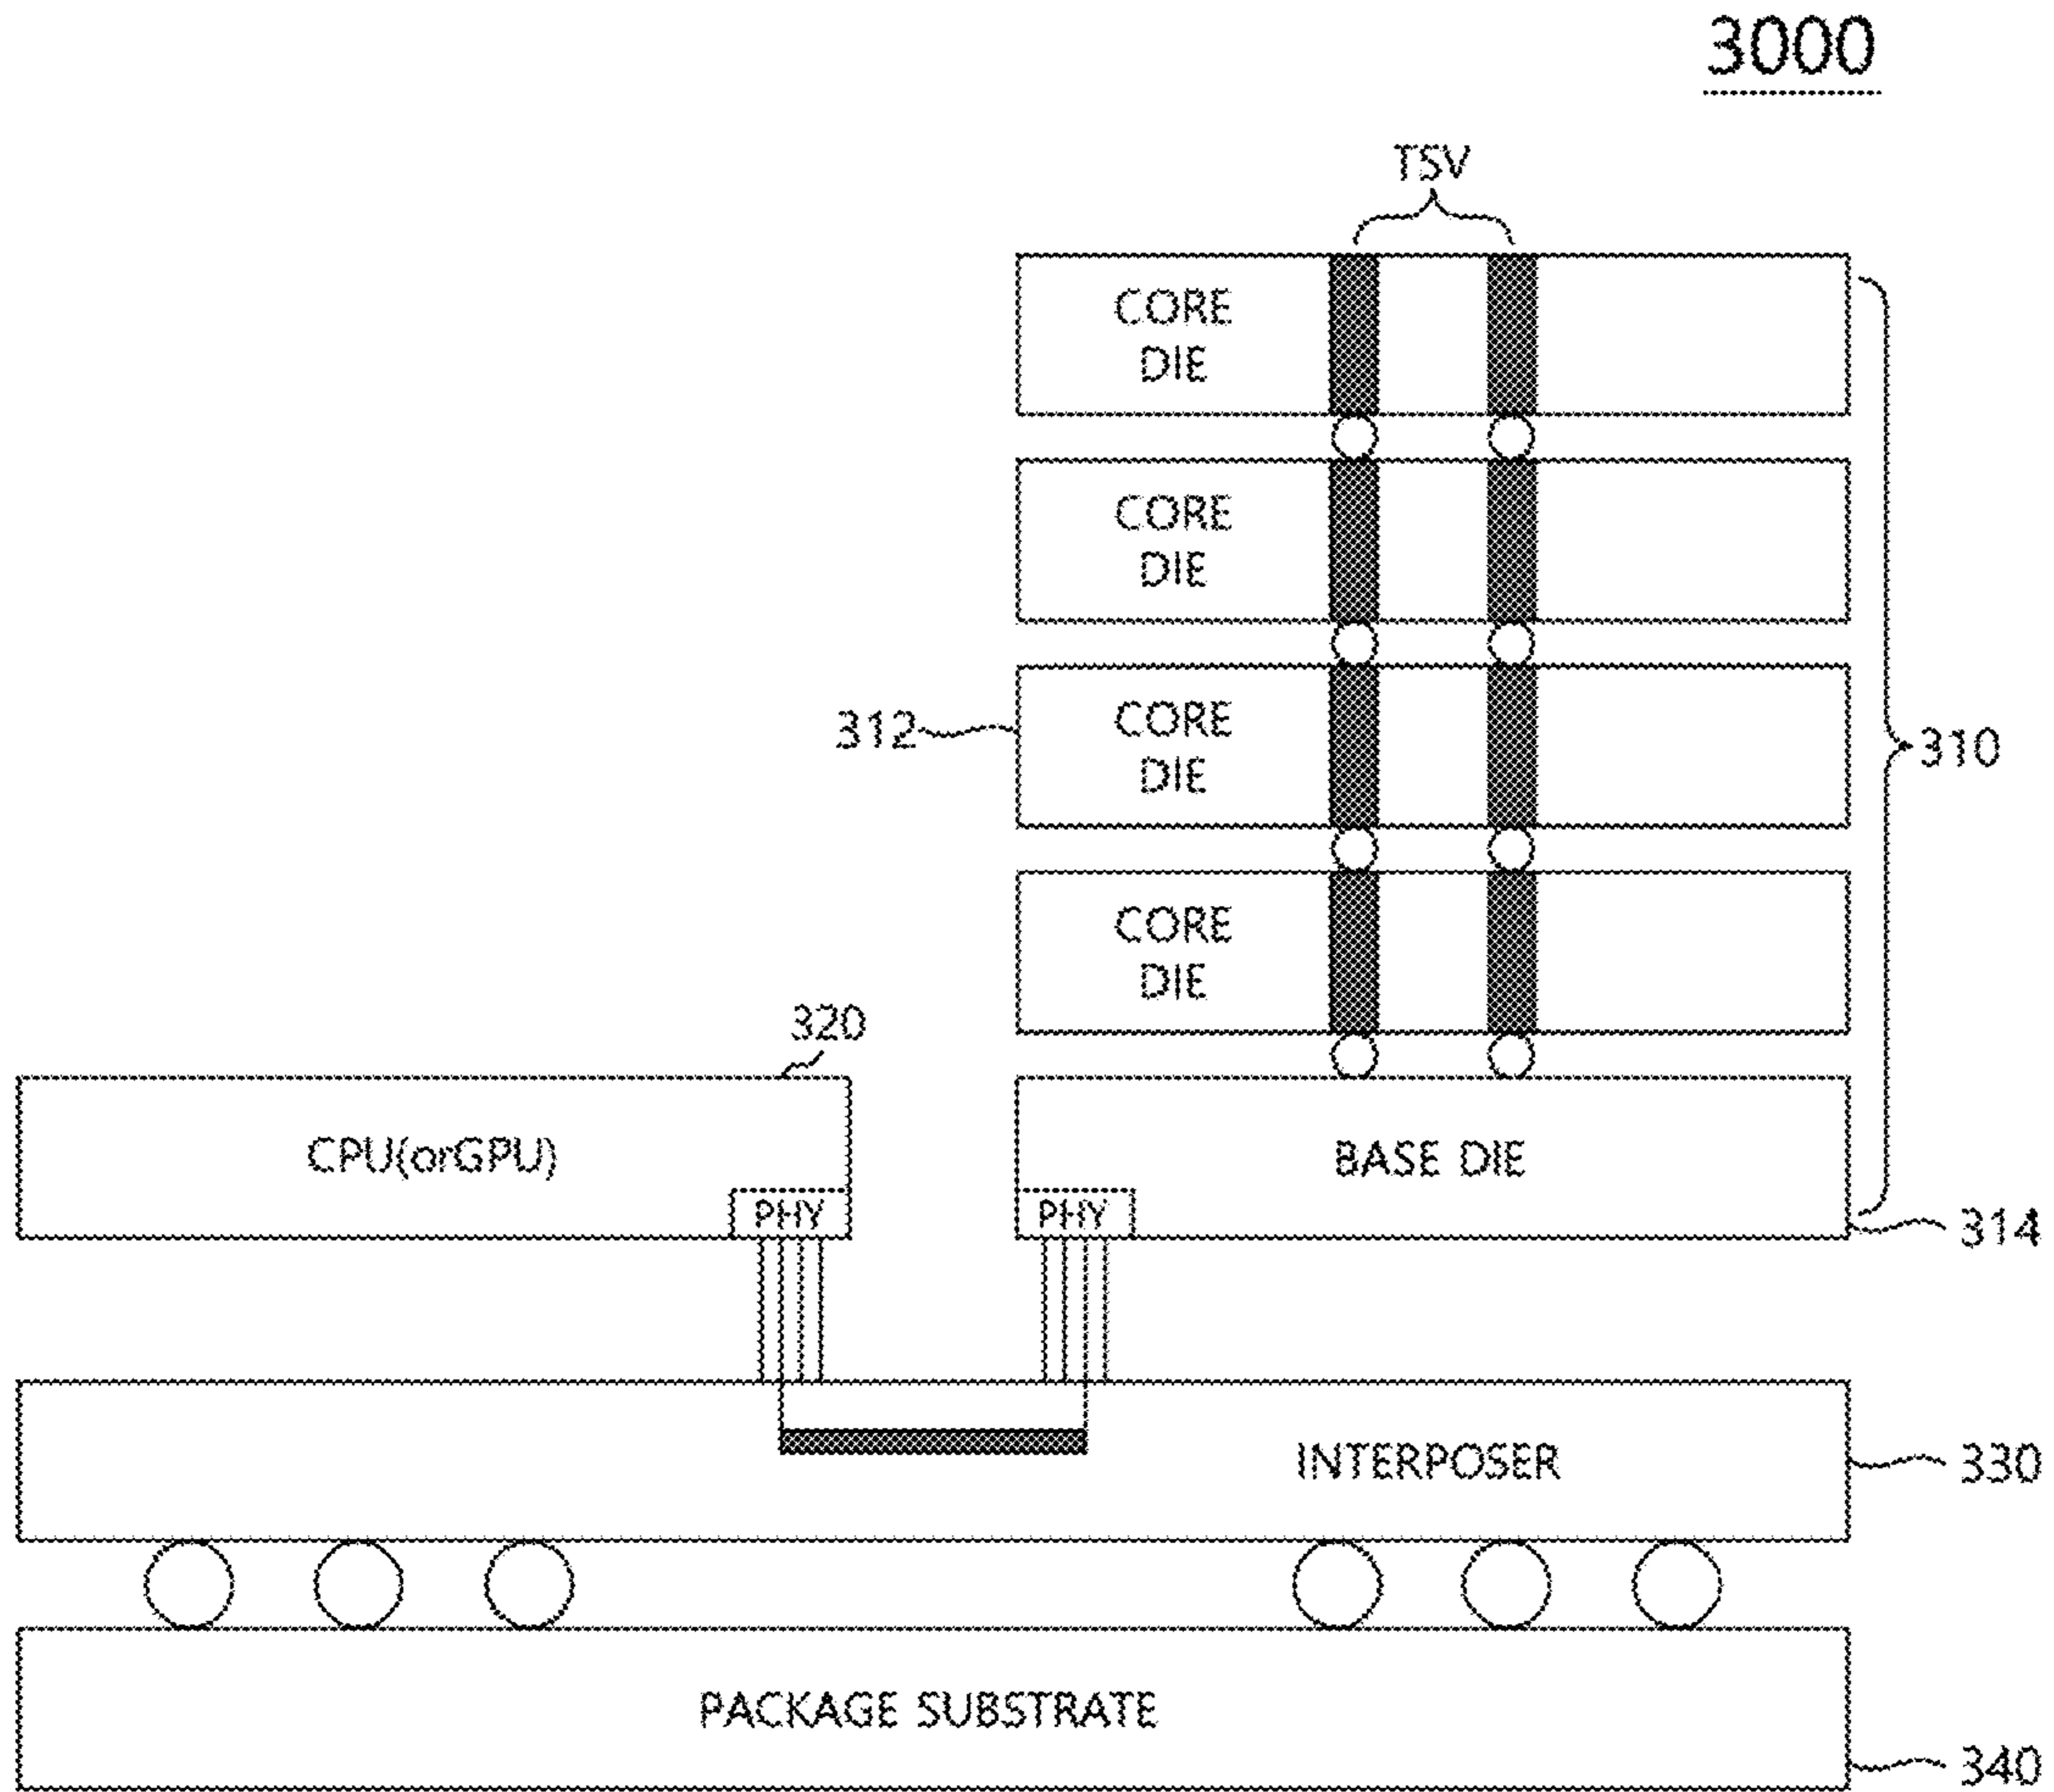 3000
TSV
CORE
DIE
CORE
DIE
312
CORE
DIE
310
CORE
DIE
320
CPU(orGPU)
BASE DIE
PHY
PHY
314
INTERPOSER
330
PACKAGE SUBSTRATE
340